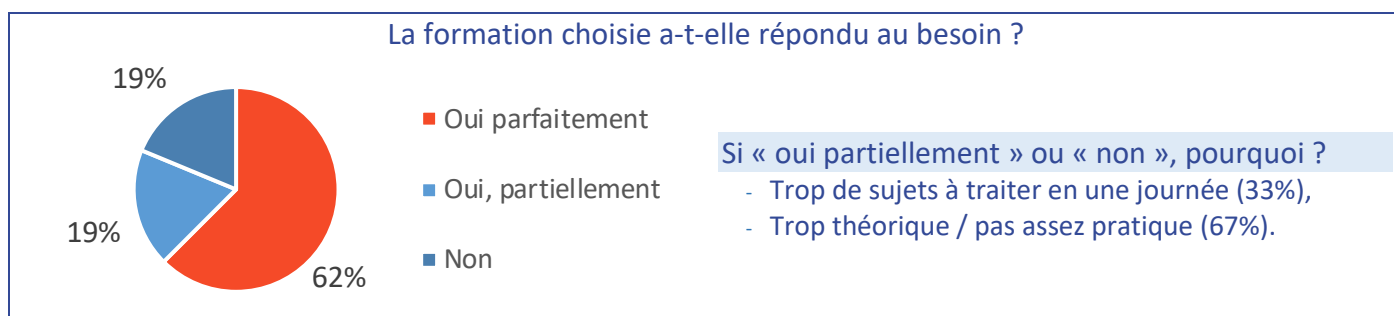 La formation choisie a-t-elle répondu au besoin ?
19%
19%
62%
Oui parfaitement
Oui, partiellement
Non
Si « oui partiellement » ou « non », pourquoi ?
- Trop de sujets à traiter en une journée (33%),
- Trop théorique / pas assez pratique (67%).